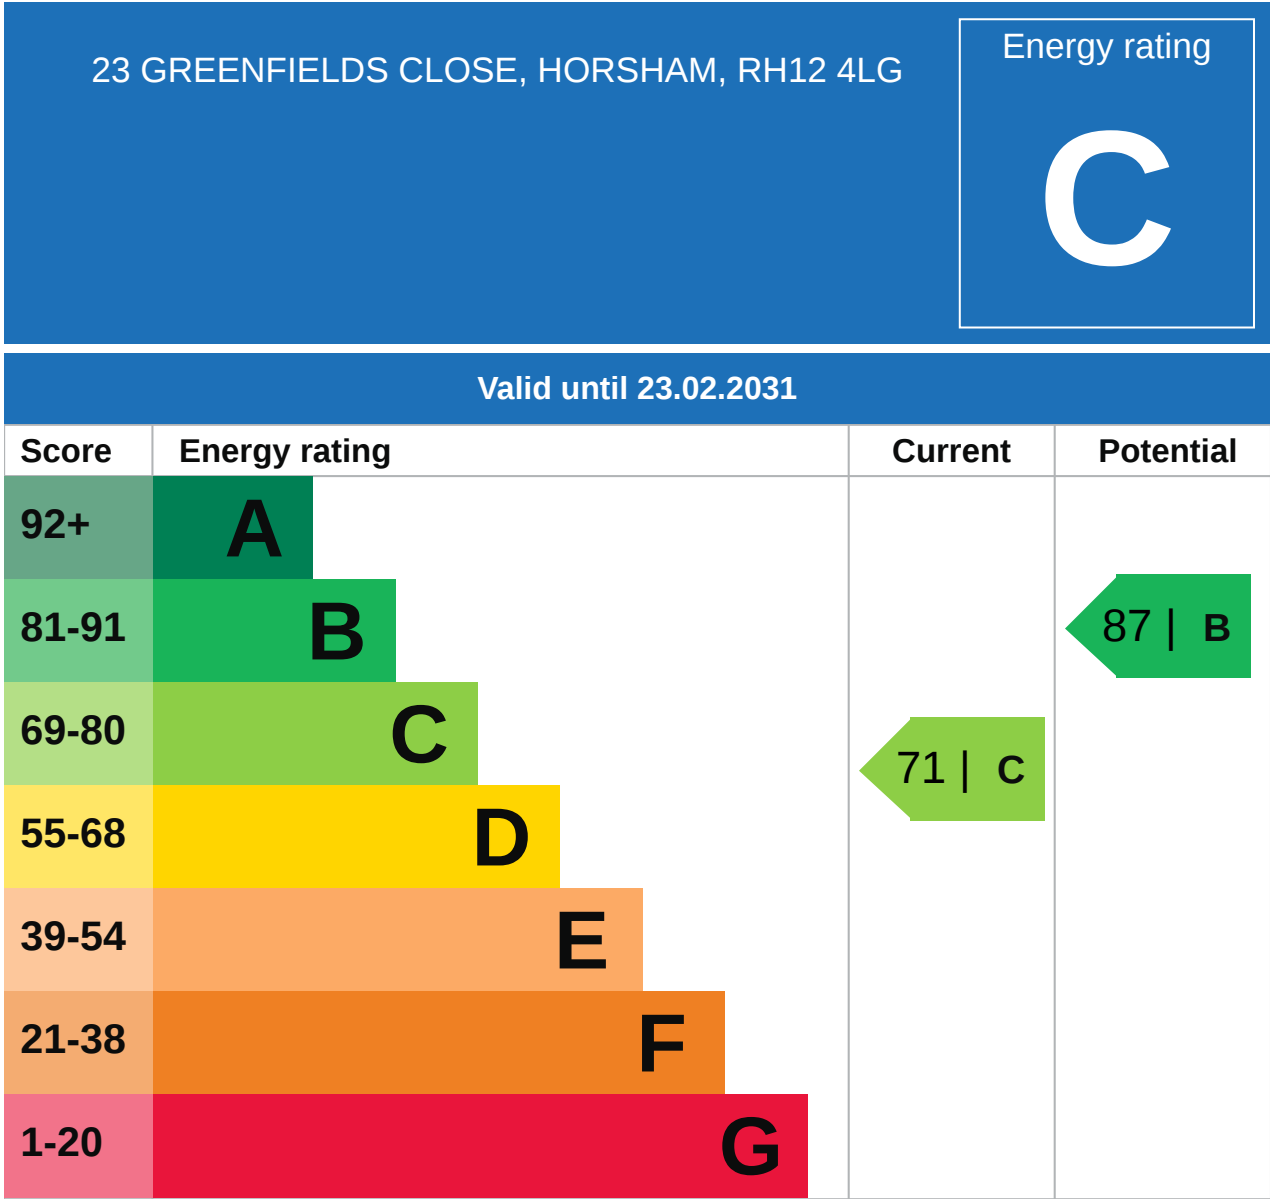 23 GREENFIELDS CLOSE, HORSHAM, RH12 4LG
Energy rating
C
Valid until 23.02.2031
Score Energy rating Current Potential
92+ A
81-91 B 87 | B
69-80 C 71 | C
55-68 D
39-54 E
21-38 F
1-20 G